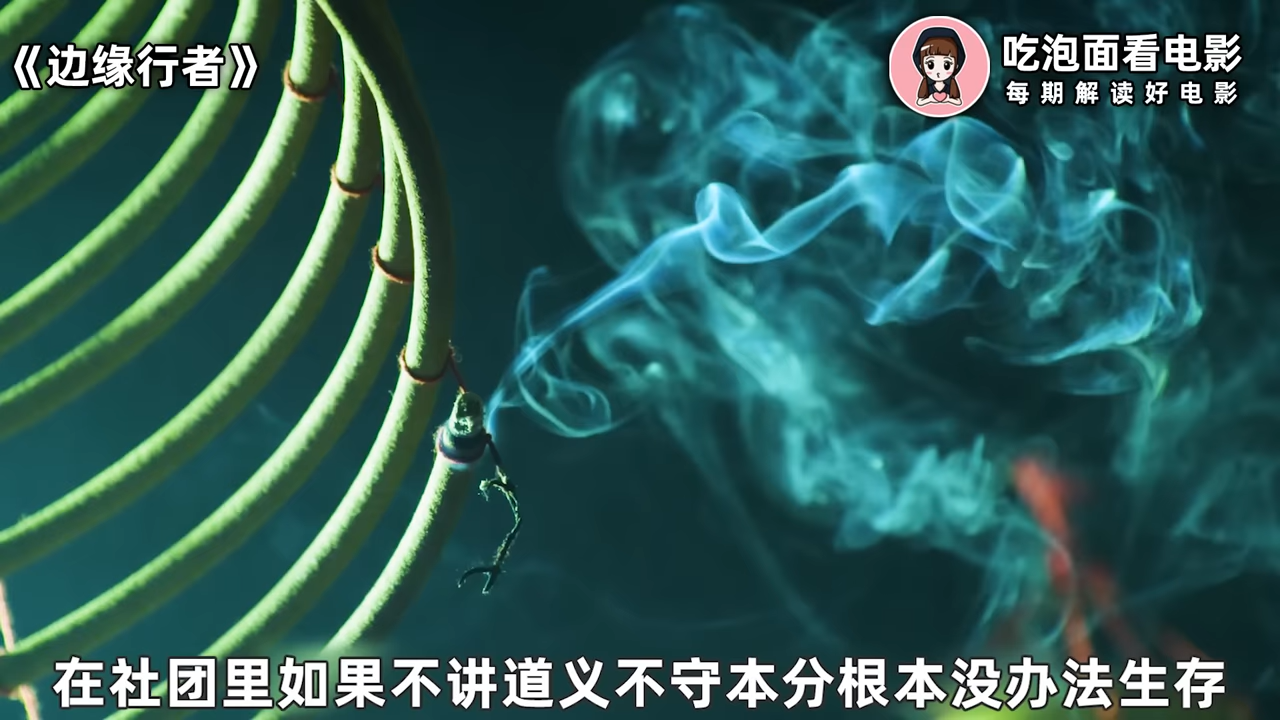 《边缘行者》
吃泡面看电影
每期解读好电影
在社团里如果不讲道义不守本分根本没办法生存